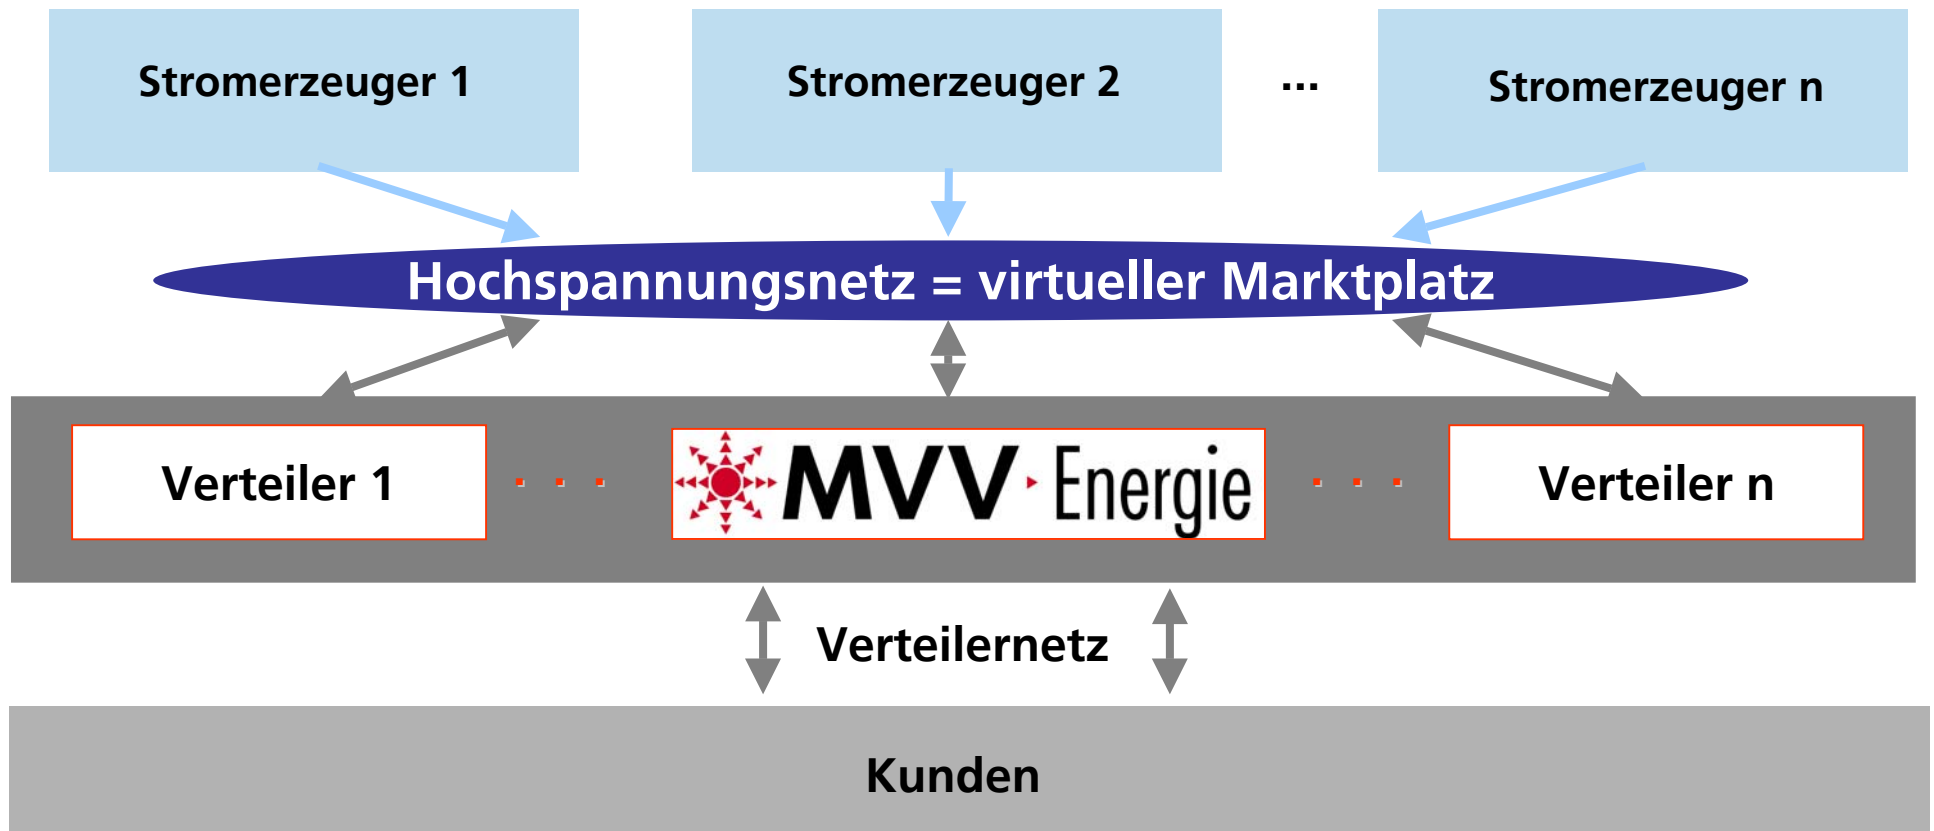 Stromerzeuger 1
Stromerzeuger 2
...
Stromerzeuger n
Hochspannungsnetz = virtueller Marktplatz
Verteiler 1
. . .
MVV Energie
. . .
Verteiler n
Verteilernetz
Kunden